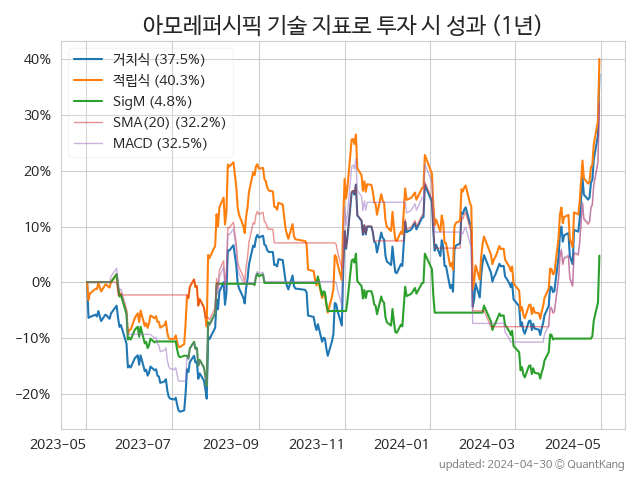 아모레퍼시픽 기술 지표로 투자 시 성과 (1년)
거치식 (37.5%)
적립식 (40.3%)
SigM (4.8%)
SMA(20) (32.2%)
MACD (32.5%)
40%
30%
20%
10%
0%
−10%
−20%
2023-05 2023-07 2023-09 2023-11 2024-01 2024-03 2024-05
updated: 2024-04-30 ⓒ QuantKang